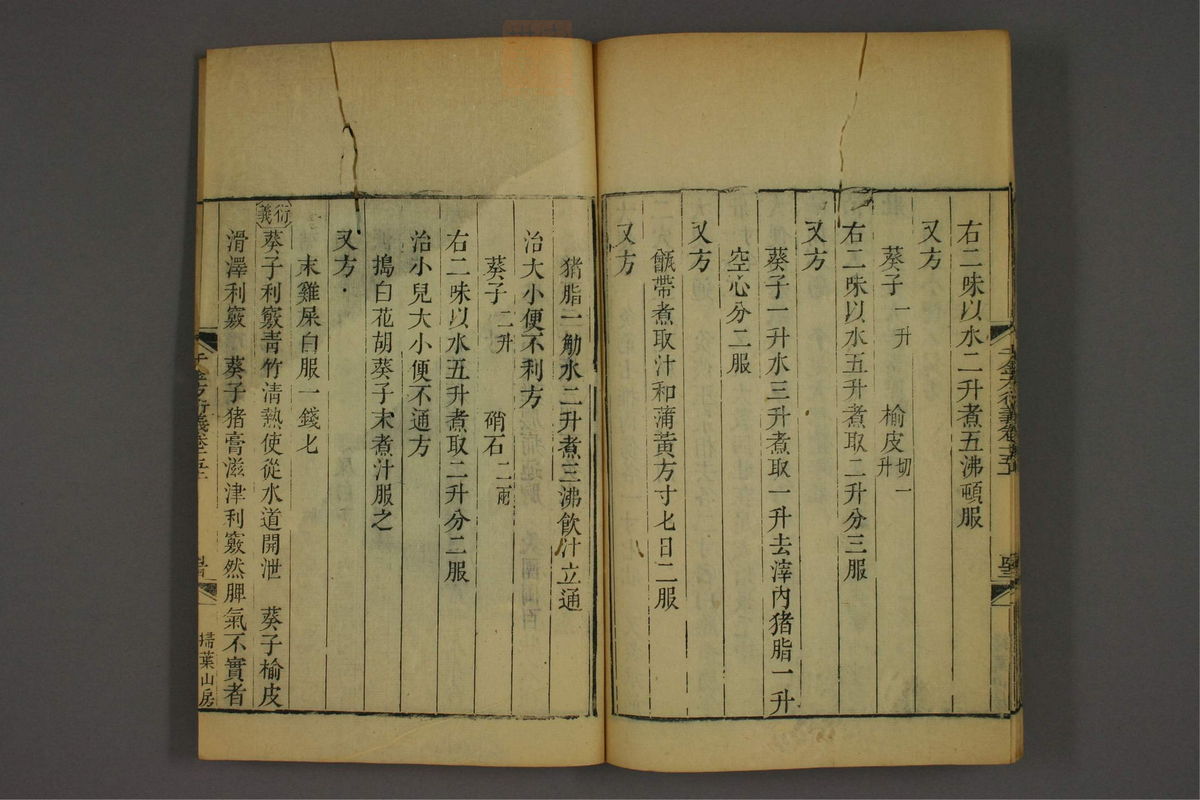 右二味以水二升煮五沸頓服
又方
葵子一升 榆皮切一升
右二味以水五升煮取二升分三服
又方
葵子一升水三升煮取一升去滓內猪脂一升
空心分二服
又方
甑帶煮取汁和蒲黃方寸匕日二服
又方
猪脂一觔水二升煮三沸飲汁立通
治大小便不利方
葵子二升 硝石二兩
右二味以水五升煮取二升分二服
治小兒大小便不通方
搗白花胡葵子末煮汁服之
又方
末雞屎白服一錢匕
衍義
葵子利竅青竹清熱使從水道開泄 葵子榆皮
滑澤利竅 葵子猪膏滋津利竅然脾氣不實者
千金方衍義卷十五
掃葉山房